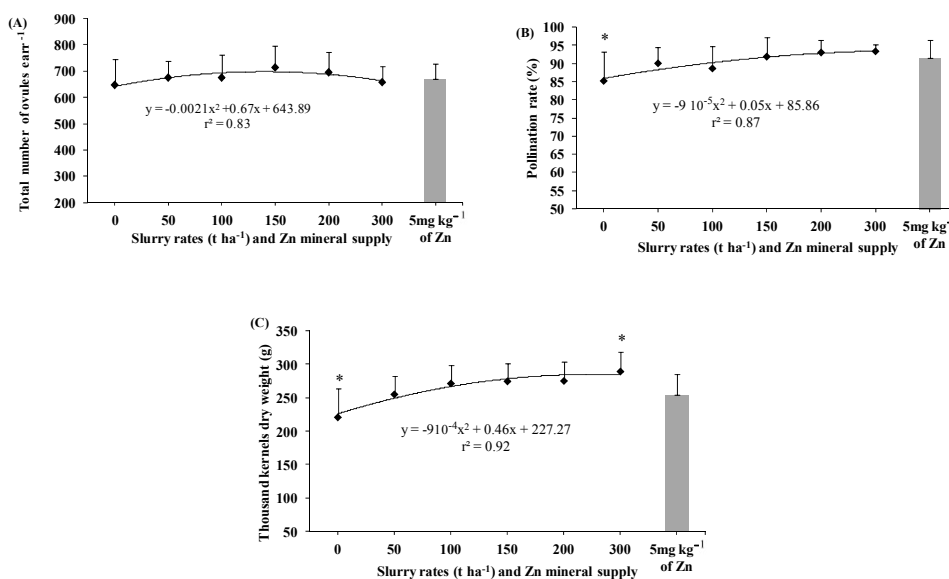 (A)
Total number of ovules earr⁻¹
900
800
700
600
500
400
300
200
y = -0.0021x² + 0.67x + 643.89
r² = 0.83
0 50 100 150 200 300 5mg kg⁻¹
of Zn
Slurry rates (t ha⁻¹) and Zn mineral supply
(B)
Pollination rate (%)
*
95
90
85
80
75
70
65
60
55
50
y = -9 10⁻⁵x² + 0.05x + 85.86
r² = 0.87
0 50 100 150 200 300 5mg kg⁻¹
of Zn
Slurry rates (t ha⁻¹) and Zn mineral supply
(C)
Thousand kernels dry weight (g)
350
300
250
200
150
100
50
*
*
y = -910⁻⁴x² + 0.46x + 227.27
r² = 0.92
0 50 100 150 200 300 5mg kg⁻¹
of Zn
Slurry rates (t ha⁻¹) and Zn mineral supply